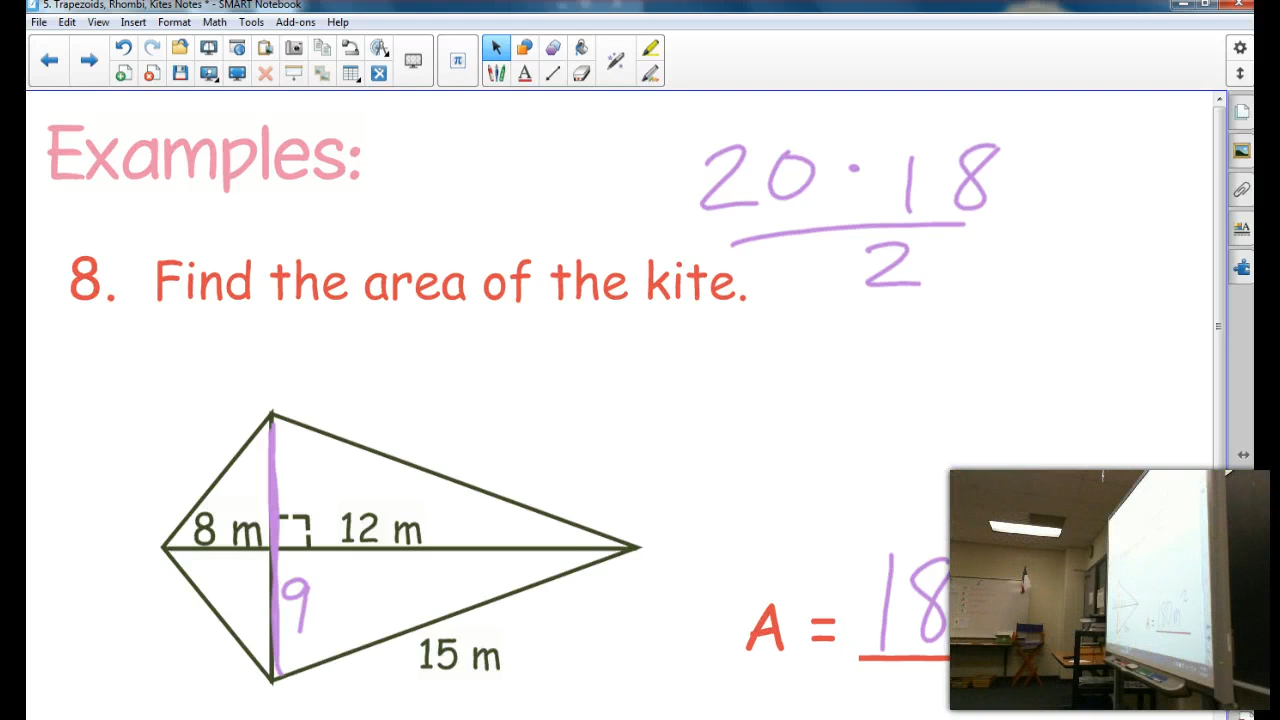 5. Trapezoids, Rhombi, Kites Notes * - SMART Notebook
File Edit View Insert Format Math Tools Add-ons Help
π
A
Examples:
20 · 18
2
8. Find the area of the kite.
8 m 12 m
9
15 m
A = 18